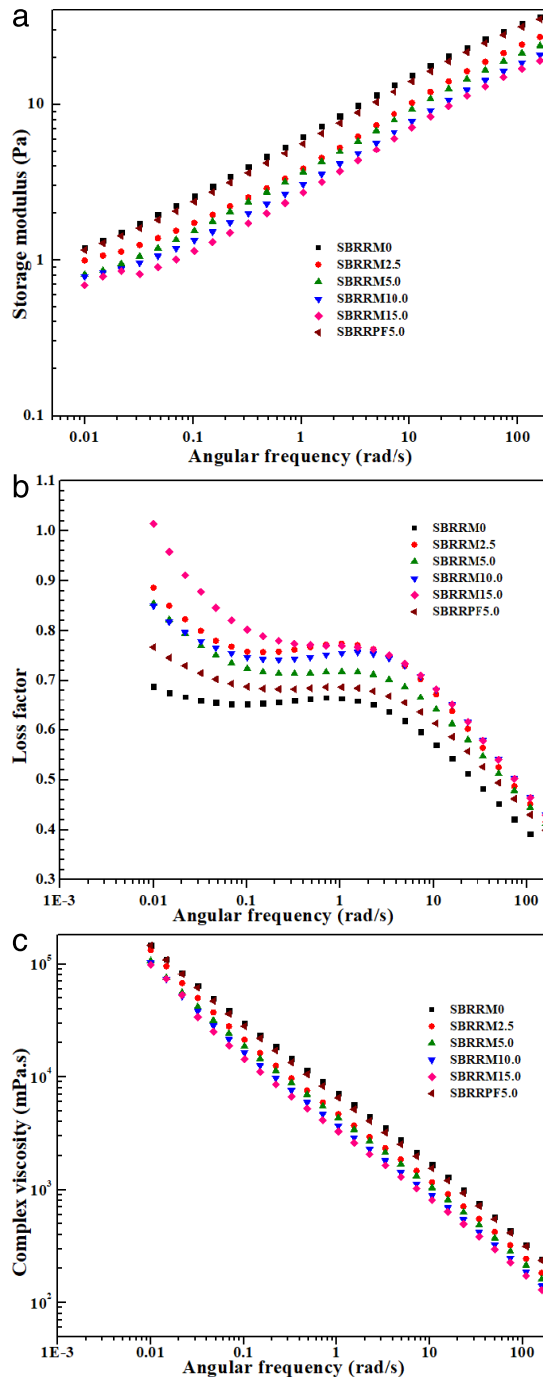 a
Storage modulus (Pa)
10
1
0.1
SBRRM0
SBRRM2.5
SBRRM5.0
SBRRM10.0
SBRRM15.0
SBRRPF5.0
0.01 0.1 1 10 100
Angular frequency (rad/s)
b
Loss factor
1.1
1.0
0.9
0.8
0.7
0.6
0.5
0.4
0.3
SBRRM0
SBRRM2.5
SBRRM5.0
SBRRM10.0
SBRRM15.0
SBRRPF5.0
1E-3 0.01 0.1 1 10 100
Angular frequency (rad/s)
c
Complex viscosity (mPa.s)
10^5
10^4
10^3
10^2
SBRRM0
SBRRM2.5
SBRRM5.0
SBRRM10.0
SBRRM15.0
SBRRPF5.0
1E-3 0.01 0.1 1 10 100
Angular frequency (rad/s)